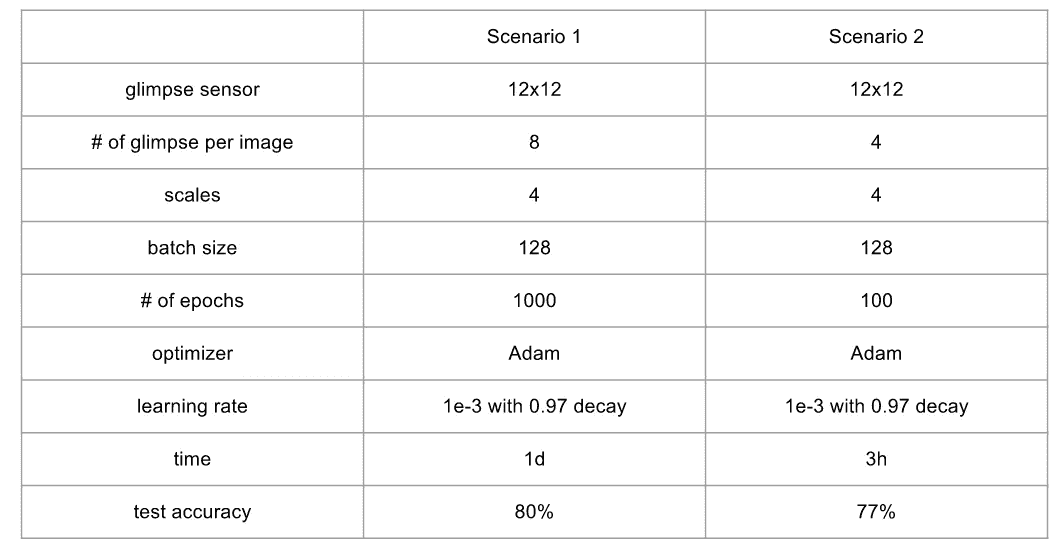 Scenario 1 Scenario 2
glimpse sensor 12x12 12x12
# of glimpse per image 8 4
scales 4 4
batch size 128 128
# of epochs 1000 100
optimizer Adam Adam
learning rate 1e-3 with 0.97 decay 1e-3 with 0.97 decay
time 1d 3h
test accuracy 80% 77%